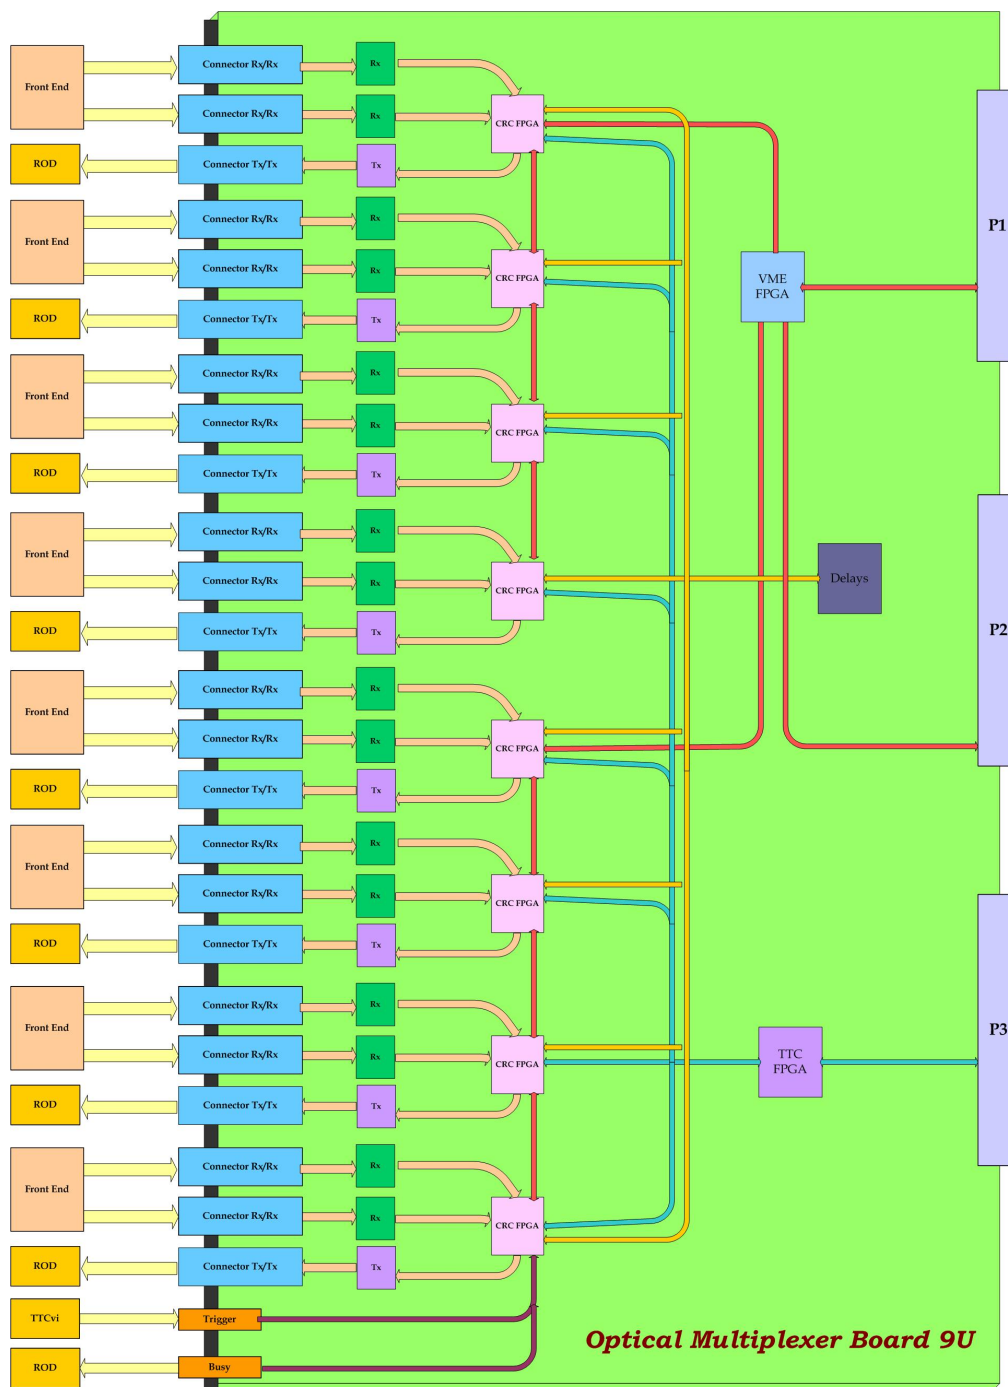 Front End
Connector Rx/Rx
Rx
Connector Rx/Rx
Rx
CRC FPGA
ROD
Connector Tx/Tx
Tx
P1
Front End
Connector Rx/Rx
Rx
Connector Rx/Rx
Rx
CRC FPGA
VME
FPGA
ROD
Connector Tx/Tx
Tx
Front End
Connector Rx/Rx
Rx
Connector Rx/Rx
Rx
CRC FPGA
ROD
Connector Tx/Tx
Tx
Front End
Connector Rx/Rx
Rx
Connector Rx/Rx
Rx
CRC FPGA
Delays
ROD
Connector Tx/Tx
Tx
P2
Front End
Connector Rx/Rx
Rx
Connector Rx/Rx
Rx
CRC FPGA
ROD
Connector Tx/Tx
Tx
Front End
Connector Rx/Rx
Rx
Connector Rx/Rx
Rx
CRC FPGA
ROD
Connector Tx/Tx
Tx
Front End
Connector Rx/Rx
Rx
Connector Rx/Rx
Rx
CRC FPGA
TTC
FPGA
P3
ROD
Connector Tx/Tx
Tx
Front End
Connector Rx/Rx
Rx
Connector Rx/Rx
Rx
CRC FPGA
ROD
Connector Tx/Tx
Tx
TTCvi
Trigger
ROD
Busy
Optical Multiplexer Board 9U